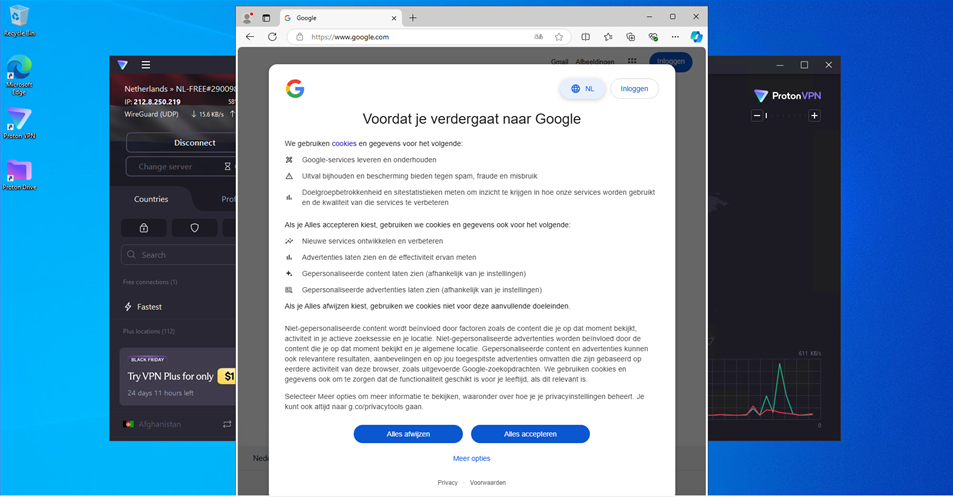 Recycle Bin
Microsoft
Edge
Proton VPN
Proton Drive
Netherlands » NL-FREE#29009
IP: 212.8.250.219
58
WireGuard (UDP)
15.6 KB/s
Disconnect
Change server
Countries
Search
Free connections (1)
Fastest
Plus locations (112)
BLACK FRIDAY
Try VPN Plus for only
$1
24 days 11 hours left
Afghanistan
Google
https://www.google.com
Gmail Afbeeldingen
Inloggen
NL
Inloggen
Voordat je verdergaat naar Google
We gebruiken cookies en gegevens voor het volgende:
Google-services leveren en onderhouden
Uitval bijhouden en bescherming bieden tegen spam, fraude en misbruik
Doelgroepbetrokkenheid en sitestatistieken meten om inzicht te krijgen in hoe onze services worden gebruikt
en de kwaliteit van die services te verbeteren
Als je Alles accepteren kiest, gebruiken we cookies en gegevens ook voor het volgende:
Nieuwe services ontwikkelen en verbeteren
Advertenties laten zien en de effectiviteit ervan meten
Gepersonaliseerde content laten zien (afhankelijk van je instellingen)
Gepersonaliseerde advertenties laten zien (afhankelijk van je instellingen)
Als je Alles afwijzen kiest, gebruiken we cookies niet voor deze aanvullende doeleinden.
Niet-gepersonaliseerde content wordt beïnvloed door factoren zoals de content die je op dat moment bekijkt,
activiteit in je actieve zoeksessie en je locatie. Niet-gepersonaliseerde advertenties worden beïnvloed door de
content die je op dat moment bekijkt en je algemene locatie. Gepersonaliseerde content en advertenties kunnen
ook relevantere resultaten, aanbevelingen en op jou toegespitste advertenties omvatten die zijn gebaseerd op
eerdere activiteit van deze browser, zoals uitgevoerde Google-zoekopdrachten. We gebruiken cookies en
gegevens ook om te zorgen dat de functionaliteit geschikt is voor je leeftijd, als dit relevant is.
Selecteer Meer opties om meer informatie te bekijken, waaronder over hoe je je privacyinstellingen beheert. Je
kunt ook altijd naar g.co/privacytools gaan.
Alles afwijzen
Alles accepteren
Meer opties
Privacy · Voorwaarden
Nede
ProtonVPN
611 KB/s
0